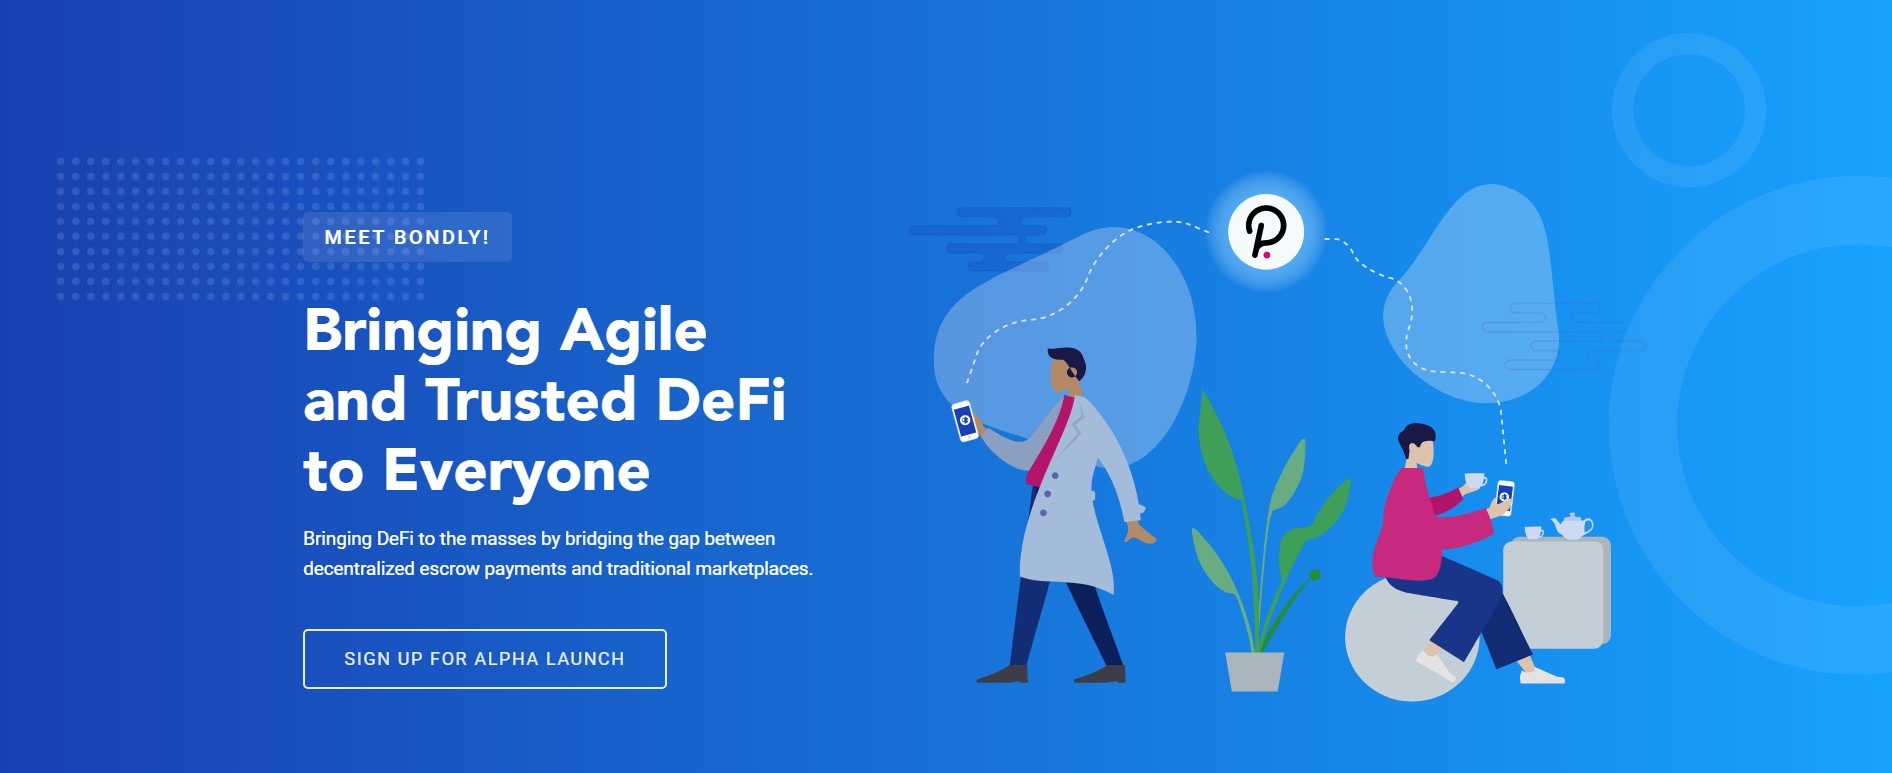 MEET BONDLY!
Bringing Agile
and Trusted DeFi
to Everyone
Bringing DeFi to the masses by bridging the gap between
decentralized escrow payments and traditional marketplaces.
SIGN UP FOR ALPHA LAUNCH